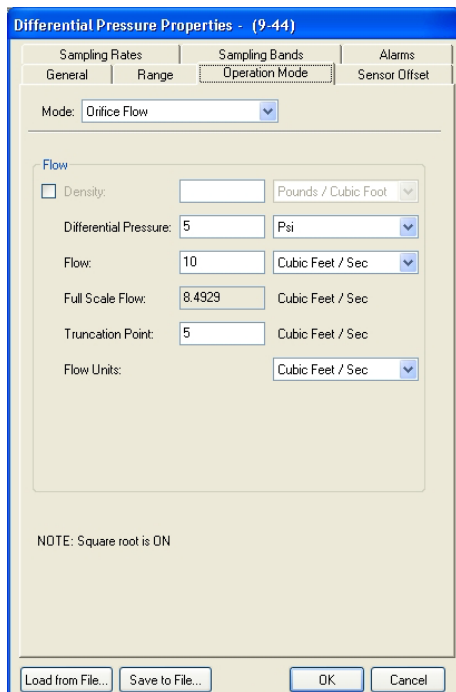 Differential Pressure Properties - (9-44)
Sampling Rates Sampling Bands Alarms
General Range Operation Mode Sensor Offset
Mode: Orifice Flow
Flow
Density: Pounds / Cubic Foot
Differential Pressure: 5 Psi
Flow: 10 Cubic Feet / Sec
Full Scale Flow: 8.4929 Cubic Feet / Sec
Truncation Point: 5 Cubic Feet / Sec
Flow Units: Cubic Feet / Sec
NOTE: Square root is ON
Load from File... Save to File... OK Cancel